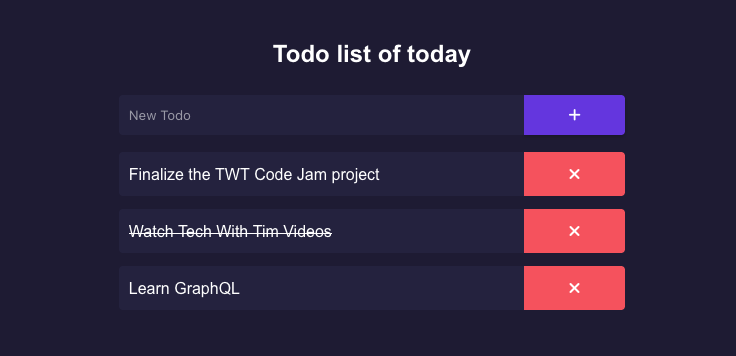 Todo list of today
New Todo
Finalize the TWT Code Jam project
Watch Tech With Tim Videos
Learn GraphQL